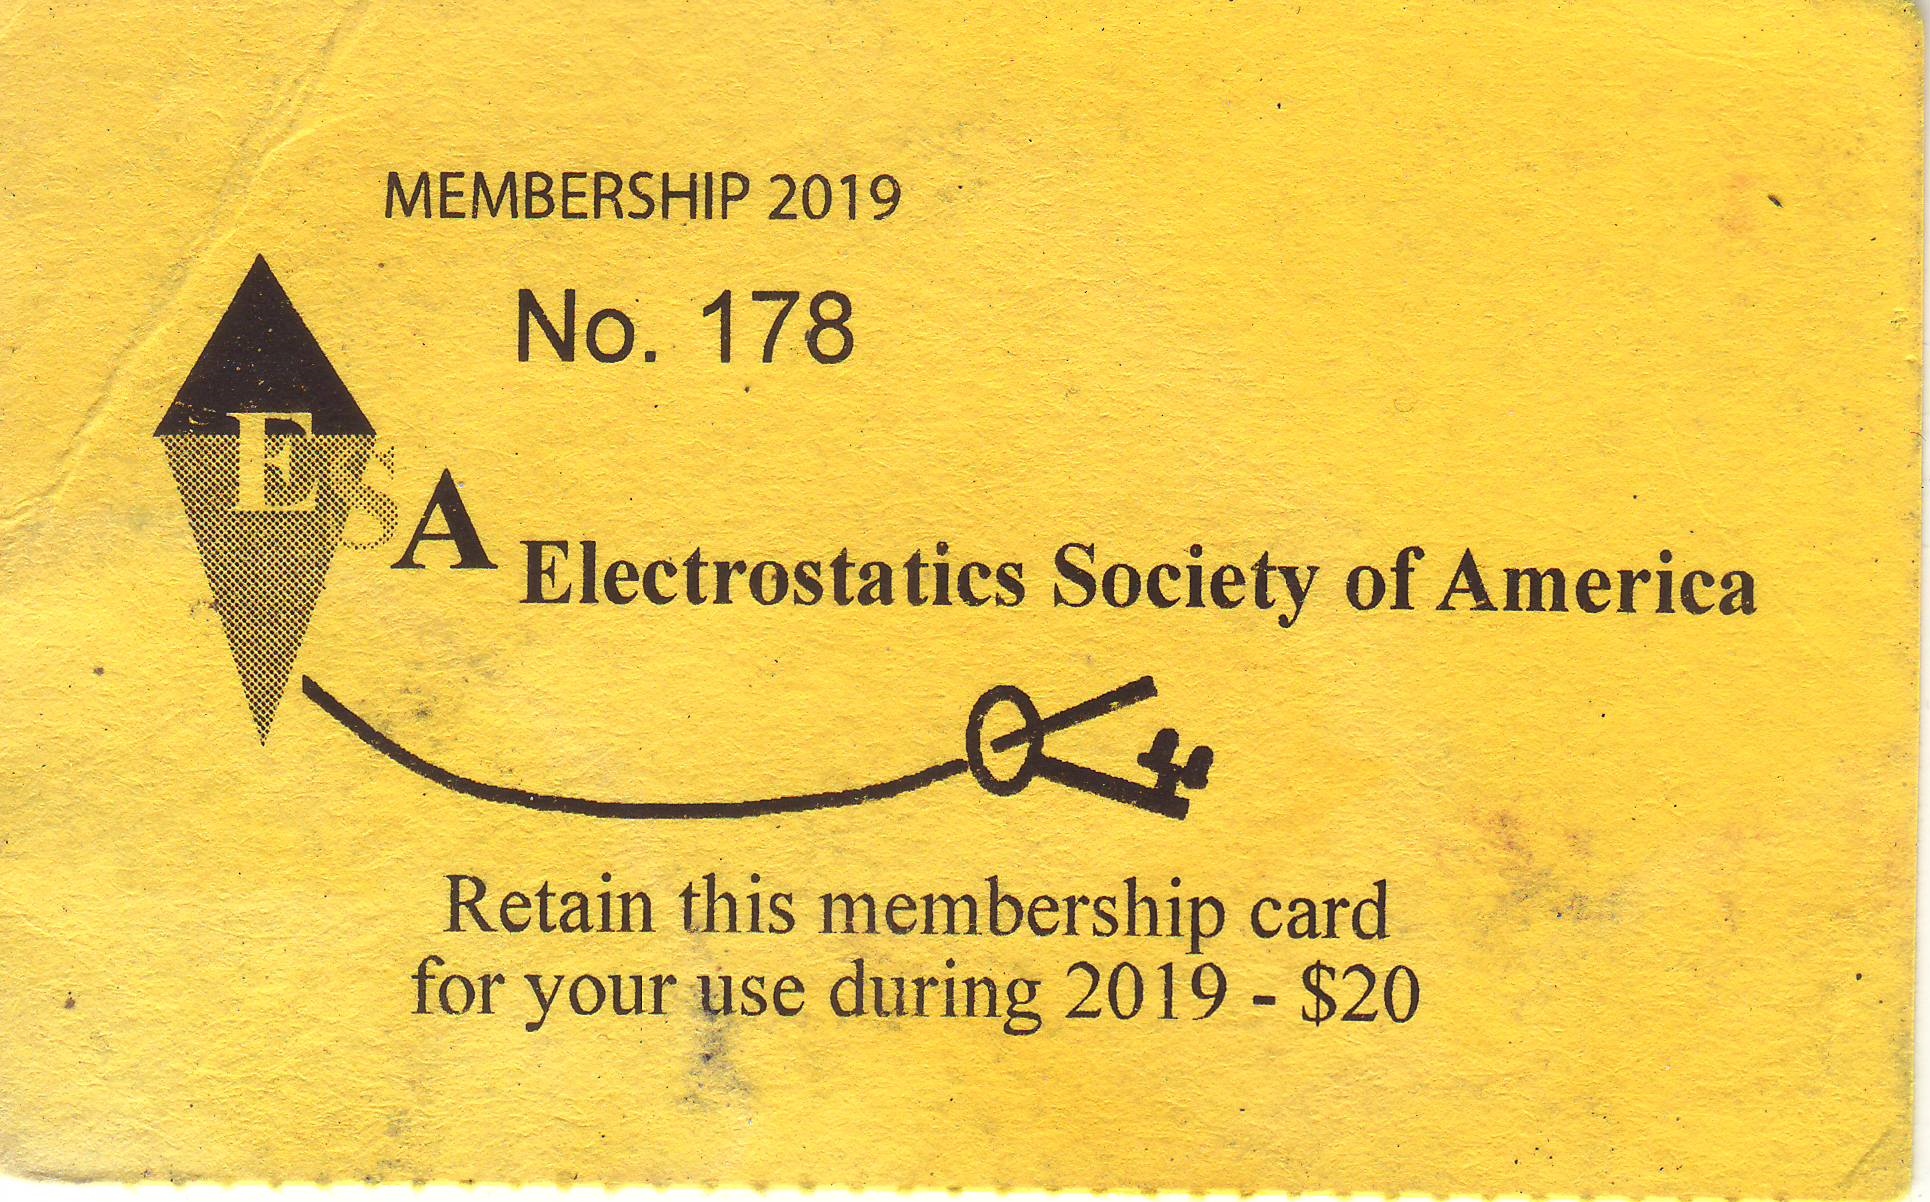 MEMBERSHIP 2019
No. 178
ESA
Electrostatics Society of America
Retain this membership card
for your use during 2019 - $20